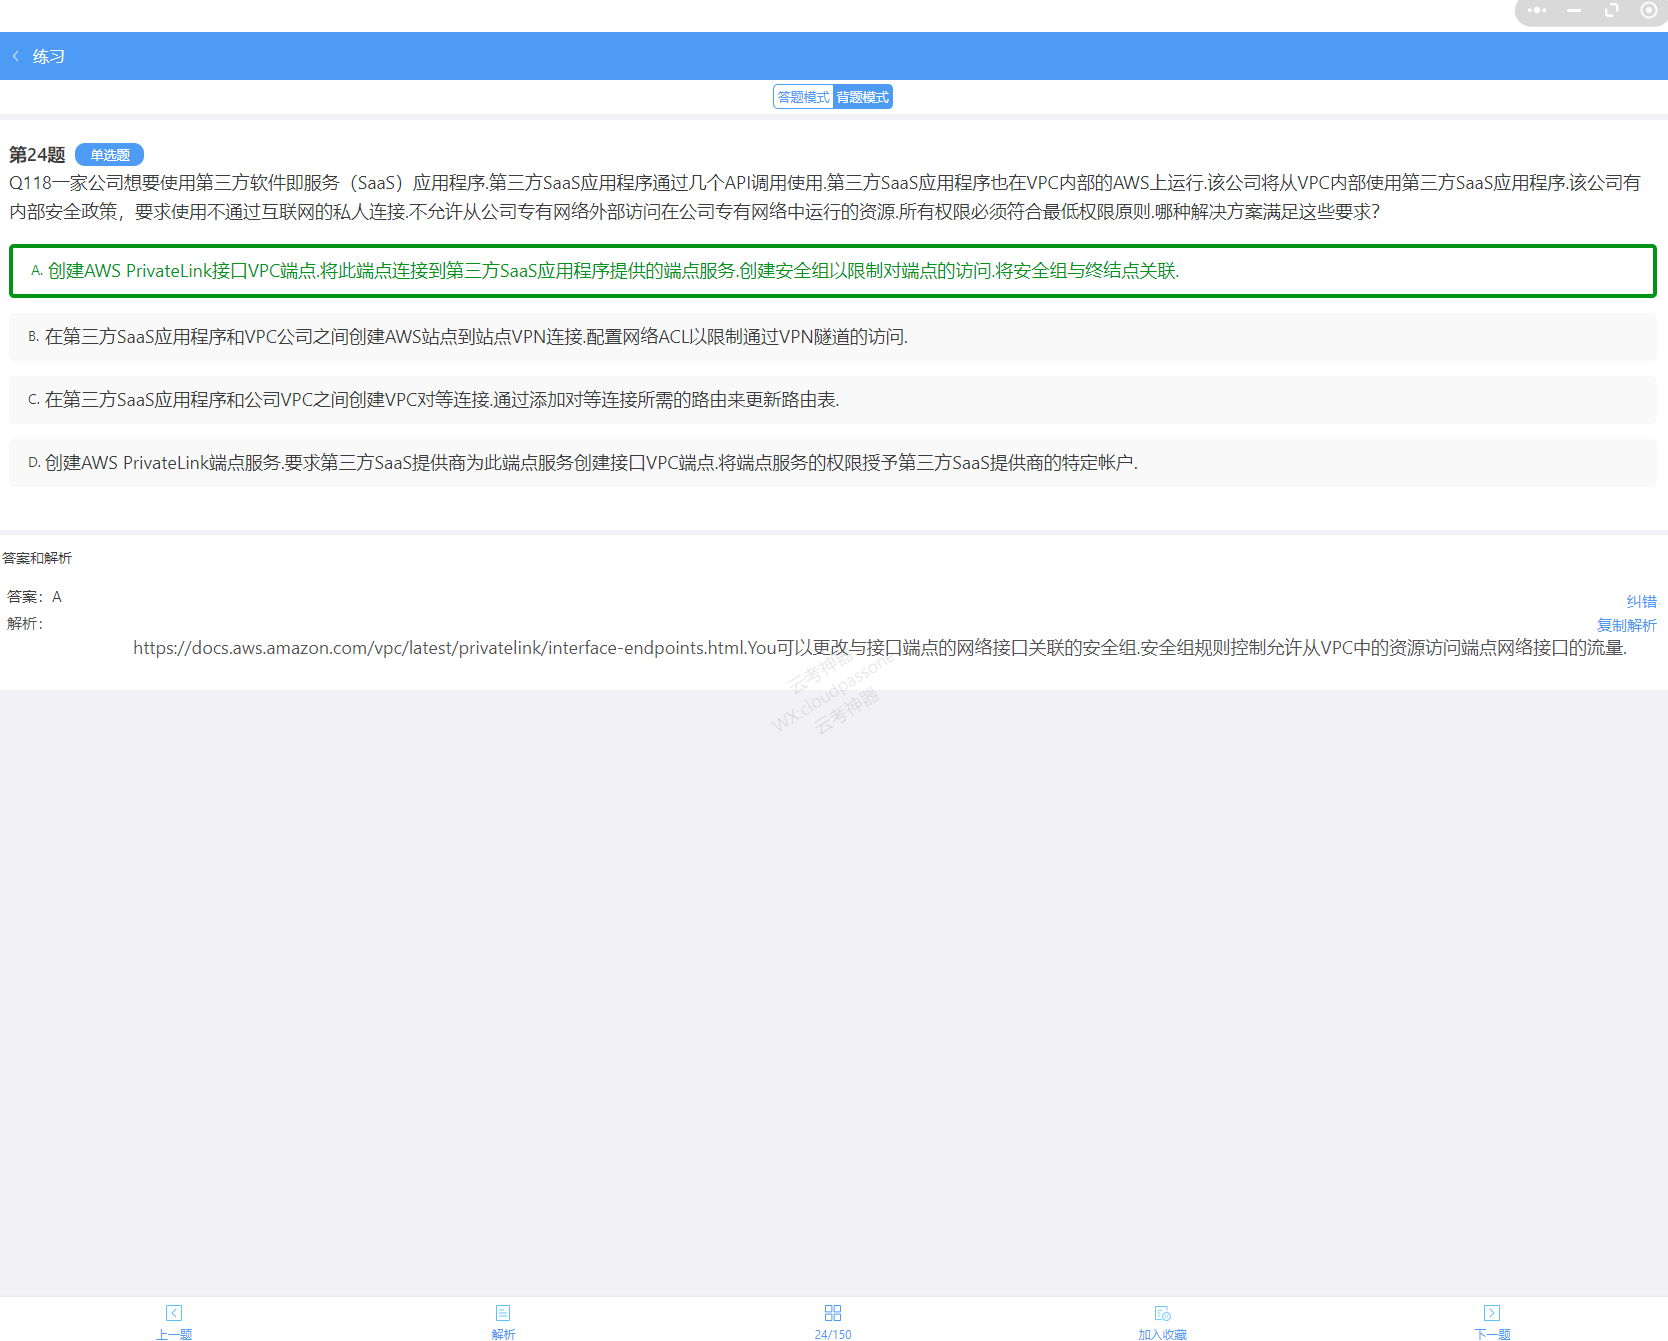 练习
答题模式 背题模式
第24题 单选题
Q118一家公司想要使用第三方软件即服务（SaaS）应用程序.第三方SaaS应用程序通过几个API调用使用.第三方SaaS应用程序也在VPC内部的AWS上运行.该公司将从VPC内部使用第三方SaaS应用程序.该公司有
内部安全政策，要求使用不通过互联网的私人连接.不允许从公司专有网络外部访问在公司专有网络中运行的资源.所有权限必须符合最低权限原则.哪种解决方案满足这些要求？
A. 创建AWS PrivateLink接口VPC端点.将此端点连接到第三方SaaS应用程序提供的端点服务.创建安全组以限制对端点的访问.将安全组与终结点关联.
B. 在第三方SaaS应用程序和VPC公司之间创建AWS站点到站点VPN连接.配置网络ACL以限制通过VPN隧道的访问.
C. 在第三方SaaS应用程序和公司VPC之间创建VPC对等连接.通过添加对等连接所需的路由来更新路由表.
D. 创建AWS PrivateLink端点服务.要求第三方SaaS提供商为此端点服务创建接口VPC端点.将端点服务的权限授予第三方SaaS提供商的特定帐户.
答案和解析
答案：A
纠错
解析：
复制解析
https://docs.aws.amazon.com/vpc/latest/privatelink/interface-endpoints.html.You可以更改与接口端点的网络接口关联的安全组.安全组规则控制允许从VPC中的资源访问端点网络接口的流量.
云考神器
WX:cloudpassone
云考神器
上一题 解析 24/150 加入收藏 下一题